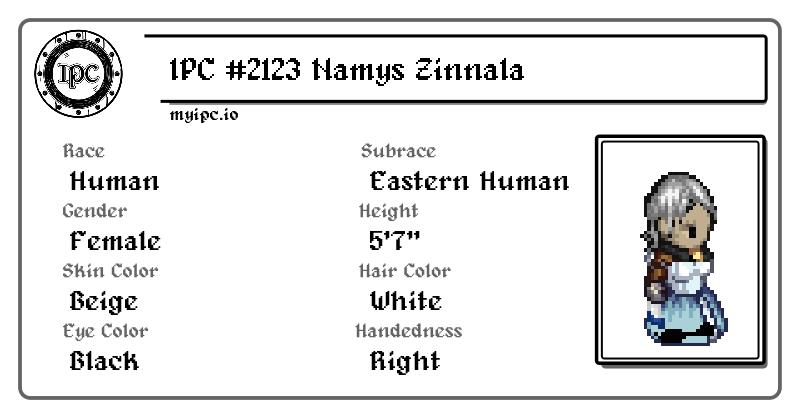 IPC
IPC #2123 Namys Zinnala
myipc.io
Race
Human
Subrace
Eastern Human
Gender
Female
Height
5'7"
Skin Color
Beige
Hair Color
White
Eye Color
Black
Handedness
Right